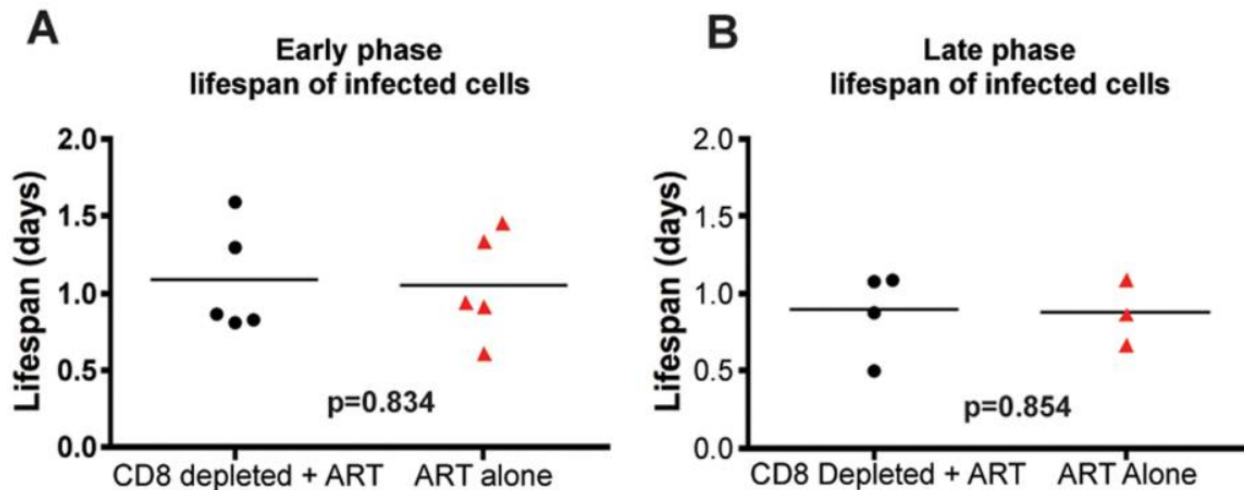 A
Early phase
lifespan of infected cells
Lifespan (days)
2.0
1.5
1.0
0.5
0.0
p=0.834
CD8 depleted + ART
ART alone
B
Late phase
lifespan of infected cells
Lifespan (days)
2.0
1.5
1.0
0.5
0.0
p=0.854
CD8 Depleted + ART
ART Alone